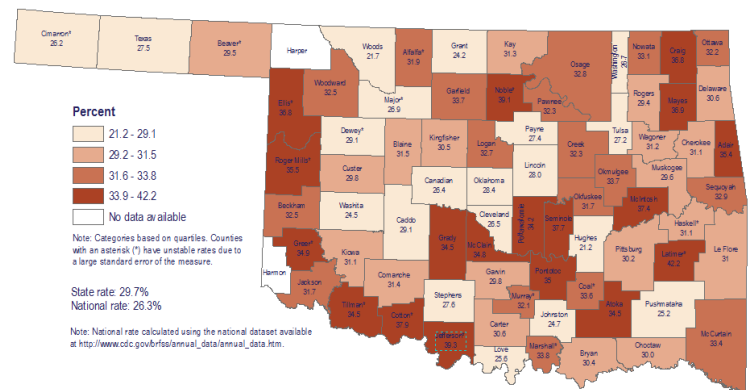 Cimarron*
26.2
Texas
27.5
Beaver*
29.5
Harper
Woods
21.7
Alfalfa*
31.9
Grant
24.2
Kay
31.3
Osage
32.8
Washington
Nowata
33.1
Craig
Ottawa
32.2
Ellis*
Woodward
32.5
Major*
Garfield
33.7
Noble*
39.1
Pawnee
32.3
Rogers
29.4
Mayes
Delaware
30.6
Percent
21.2 - 29.1
29.2 - 31.5
31.6 - 33.8
33.9 - 42.2
No data available
Note: Categories based on quartiles. Counties
with an asterisk (*) have unstable rates due to
a large standard error of the measure.
State rate: 29.7%
National rate: 26.3%
Note: National rate calculated using the national dataset available
at http://www.cdc.gov/brfss/annual_data/annual_data.htm.
Dewey*
29.1
Blaine
31.5
Kingfisher
30.5
Logan
32.7
Payne
27.4
Creek
32.3
Tulsa
27.2
Wagoner
31.2
Cherokee
31.1
Adair
Roger Mills*
Custer
29.8
Canadian
26.4
Oklahoma
28.4
Lincoln
28.0
Okmulgee
33.7
Muskogee
29.6
Sequoyah
32.9
Beckham
32.5
Washita
24.5
Caddo
29.1
Grady
34.5
Cleveland
26.5
McClain
34.8
Pottawatomie
34.2
Seminole
37.7
Okfuskee
31.7
McIntosh
37.4
Haskell*
31.1
Hughes
21.2
Pittsburg
30.2
Latimer*
42.2
Le Flore
31
Greer*
34.9
Kiowa
31.1
Harmon
Jackson
31.7
Comanche
31.4
Tillman*
34.5
Cotton*
37.9
Stephens
27.6
Garvin
29.8
Murray*
32.1
Pontotoc
35
Coal*
33.6
Atoka
34.5
Pushmataha
25.2
McCurtain
33.4
Jefferson*
39.3
Carter
30.6
Johnston
24.7
Love
25.6
Marshall*
33.8
Bryan
30.4
Choctaw
30.0